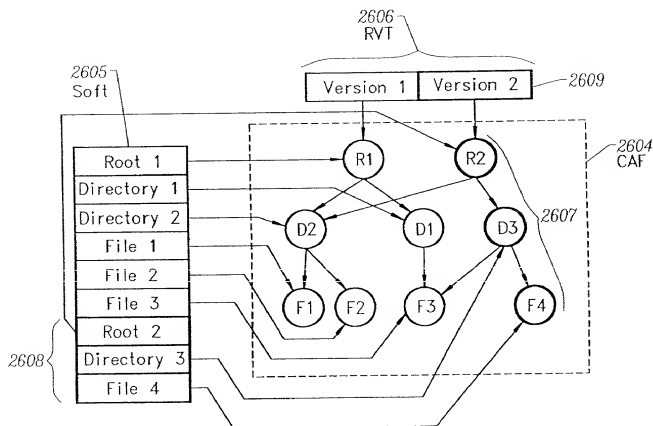 2606
RVT
2605
Soft
Version 1
Version 2
2609
2604
CAF
2607
Root 1
Directory 1
Directory 2
File 1
File 2
File 3
Root 2
Directory 3
File 4
2608
R1
R2
D2
D1
D3
F1
F2
F3
F4